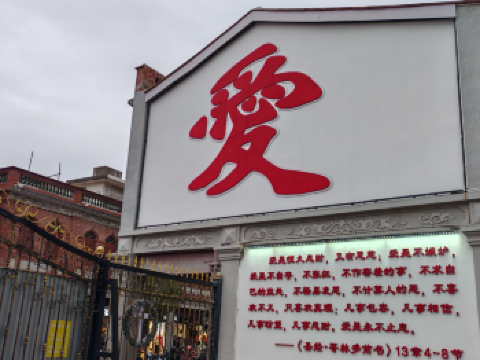 愛
爱是恒久忍耐，又有恩慈；爱是不嫉妒，
爱是不自夸，不张狂，不作害羞的事，不求自
己的益处，不轻易发怒，不计算人的恶，不喜
欢不义，只喜欢真理；凡事包容，凡事相信，
凡事盼望，凡事忍耐，爱是永不止息。
——《圣经·哥林多前书》13章4~8节